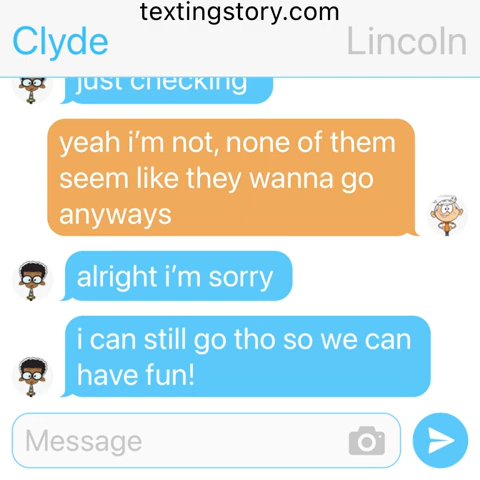 textingstory.com
Clyde
Lincoln
just checking
yeah i'm not, none of them
seem like they wanna go
anyways
alright i'm sorry
i can still go tho so we can
have fun!
Message